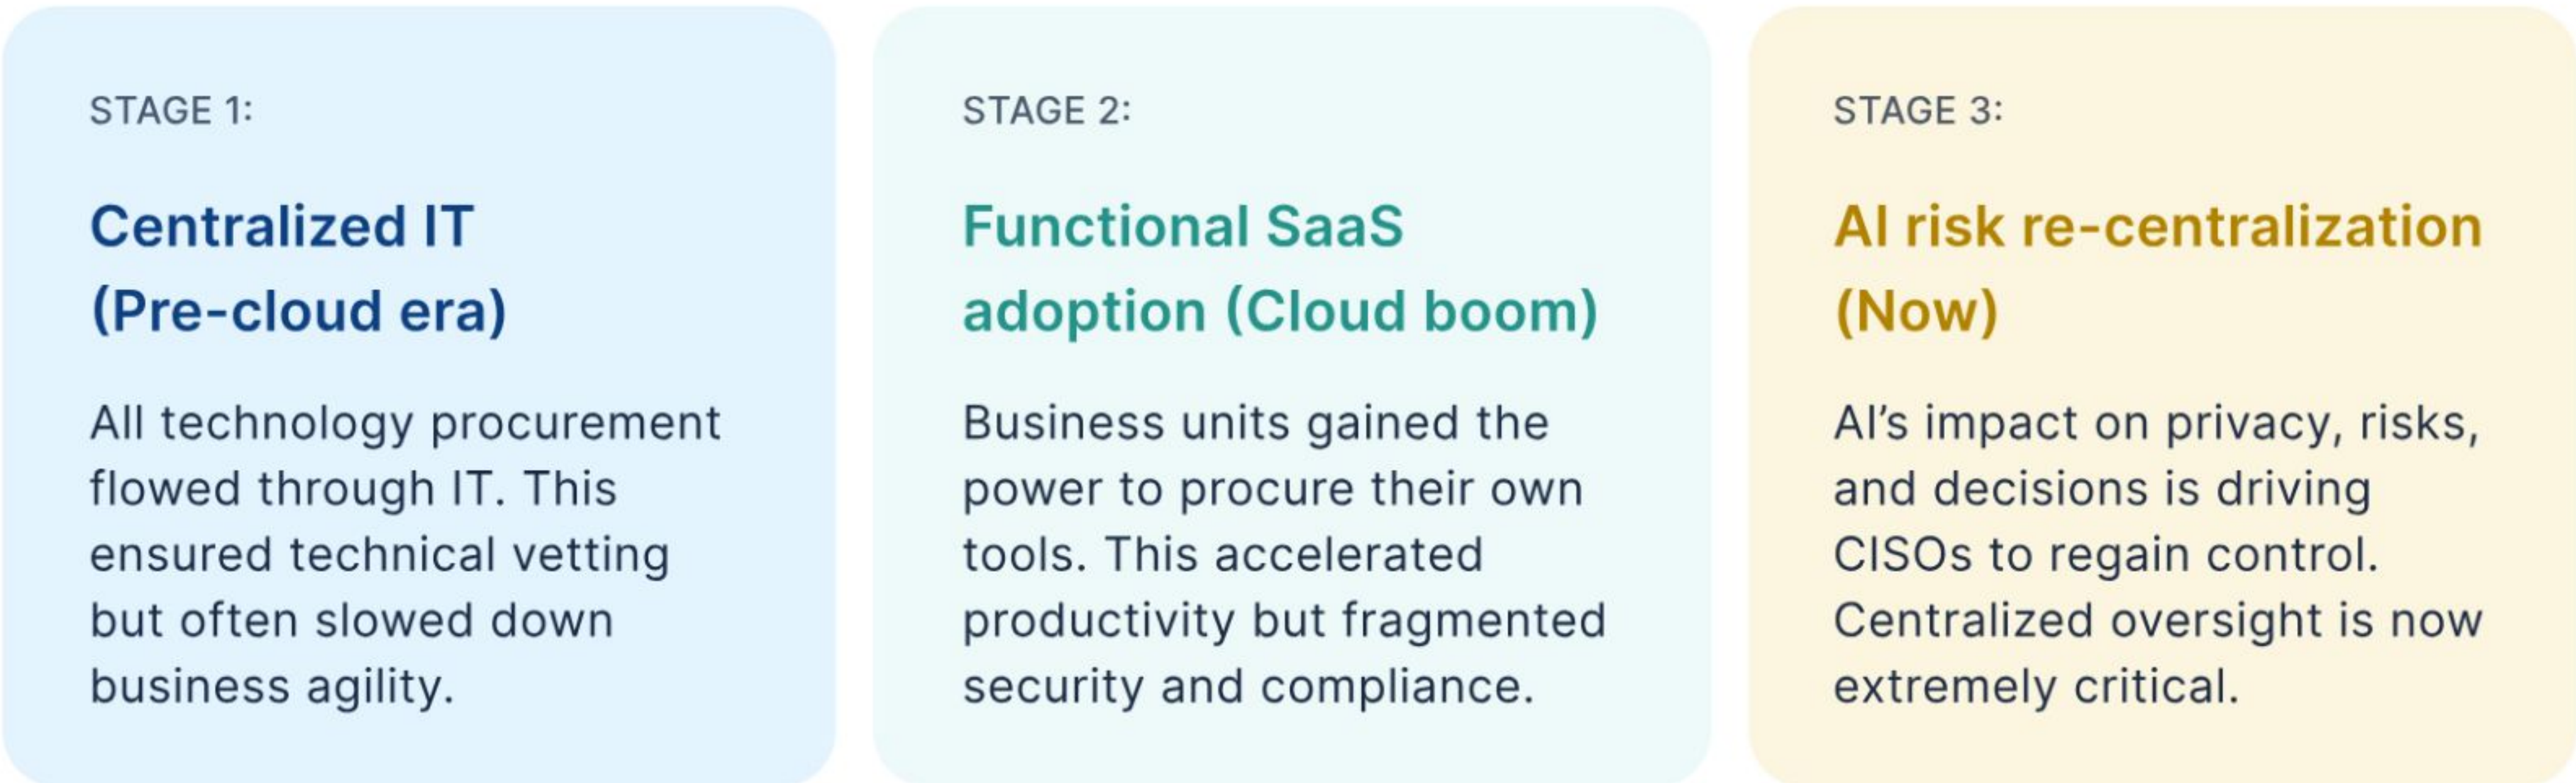 STAGE 1:
Centralized IT
(Pre-cloud era)
All technology procurement
flowed through IT. This
ensured technical vetting
but often slowed down
business agility.
STAGE 2:
Functional SaaS
adoption (Cloud boom)
Business units gained the
power to procure their own
tools. This accelerated
productivity but fragmented
security and compliance.
STAGE 3:
AI risk re-centralization
(Now)
AI’s impact on privacy, risks,
and decisions is driving
CISOs to regain control.
Centralized oversight is now
extremely critical.